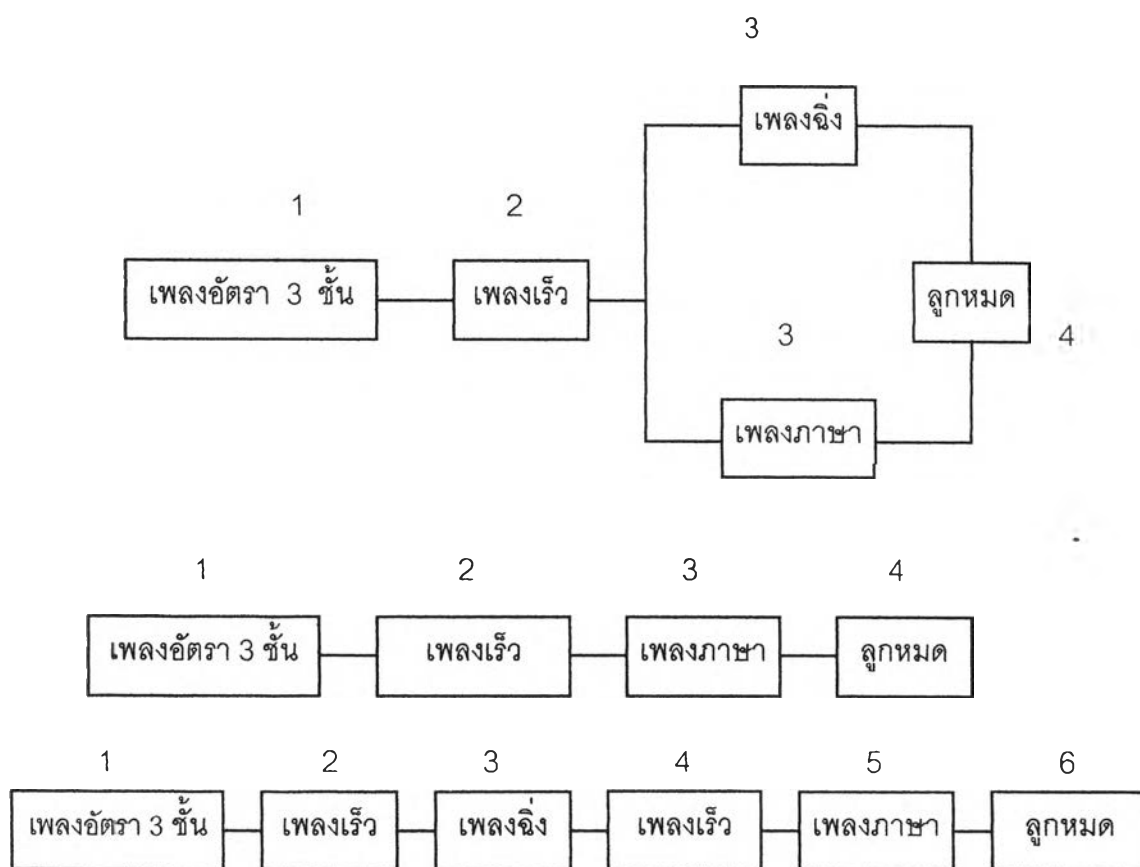 3
เพลงฉิ่ง
1 2
เพลงอัตรา 3 ชั้น เพลงเร็ว ลูกหมด
3 4
เพลงภาษา
1 2 3 4
เพลงอัตรา 3 ชั้น เพลงเร็ว เพลงภาษา ลูกหมด
1 2 3 4 5 6
เพลงอัตรา 3 ชั้น เพลงเร็ว เพลงฉิ่ง เพลงเร็ว เพลงภาษา ลูกหมด